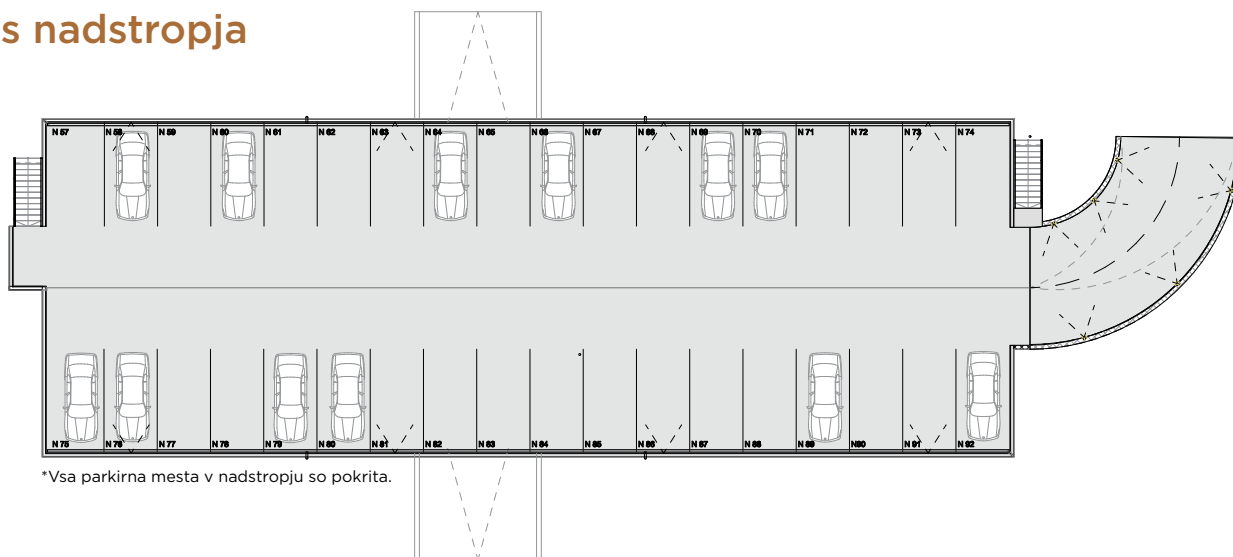 s nadstropja
N 57 N 58 N 59 N 60 N 61 N 62 N 63 N 64 N 65 N 66 N 67 N 68 N 69 N 70 N 71 N 72 N 73 N 74
N 75 N 76 N 77 N 78 N 79 N 80 N 81 N 82 N 83 N 84 N 85 N 86 N 87 N 88 N 89 N90 N 91 N 92
*Vsa parkirna mesta v nadstropju so pokrita.